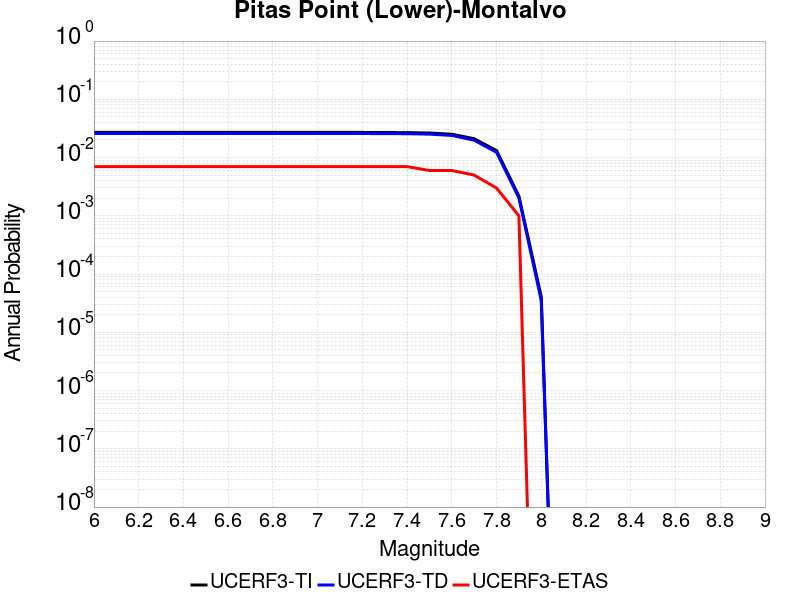 Pitas Point (Lower)-Montalvo
10^0
10^-1
10^-2
10^-3
10^-4
10^-5
10^-6
10^-7
10^-8
Annual Probability
6 6.2 6.4 6.6 6.8 7 7.2 7.4 7.6 7.8 8 8.2 8.4 8.6 8.8 9
Magnitude
UCERF3-TI UCERF3-TD UCERF3-ETAS